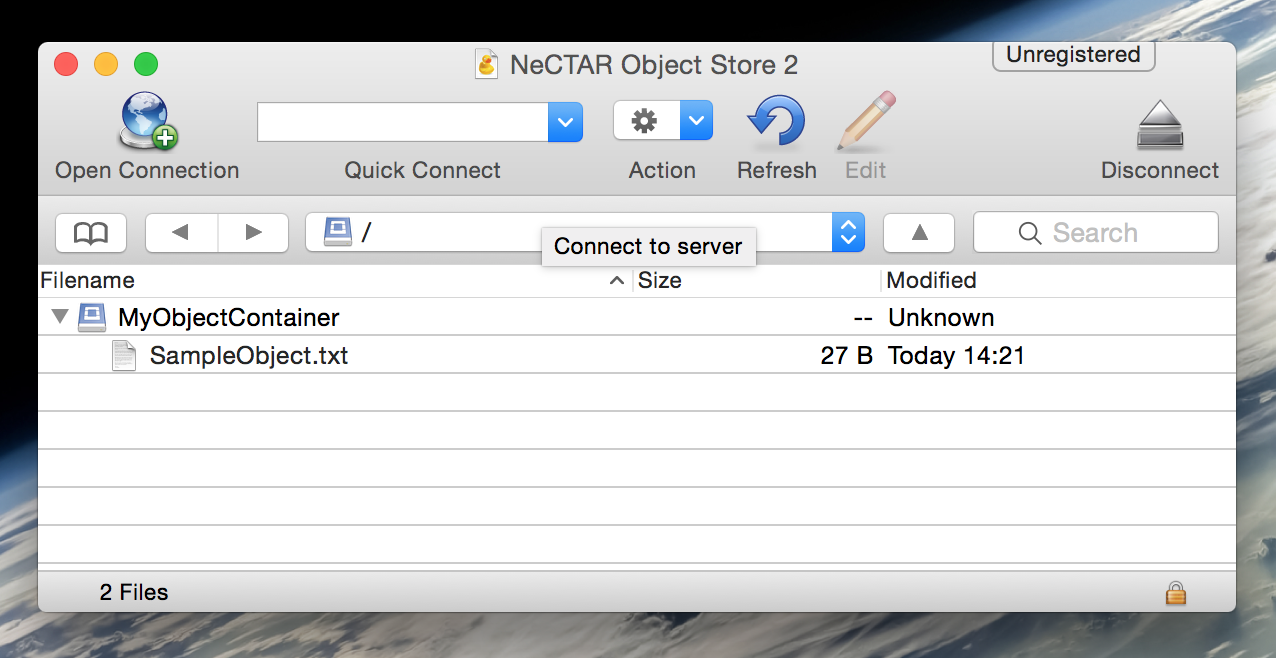 NeCTAR Object Store 2
Unregistered
Open Connection
Quick Connect
Action
Refresh
Edit
Disconnect
/
Search
Connect to server
Filename
Size
Modified
MyObjectContainer -- Unknown
SampleObject.txt 27 B Today 14:21
2 Files